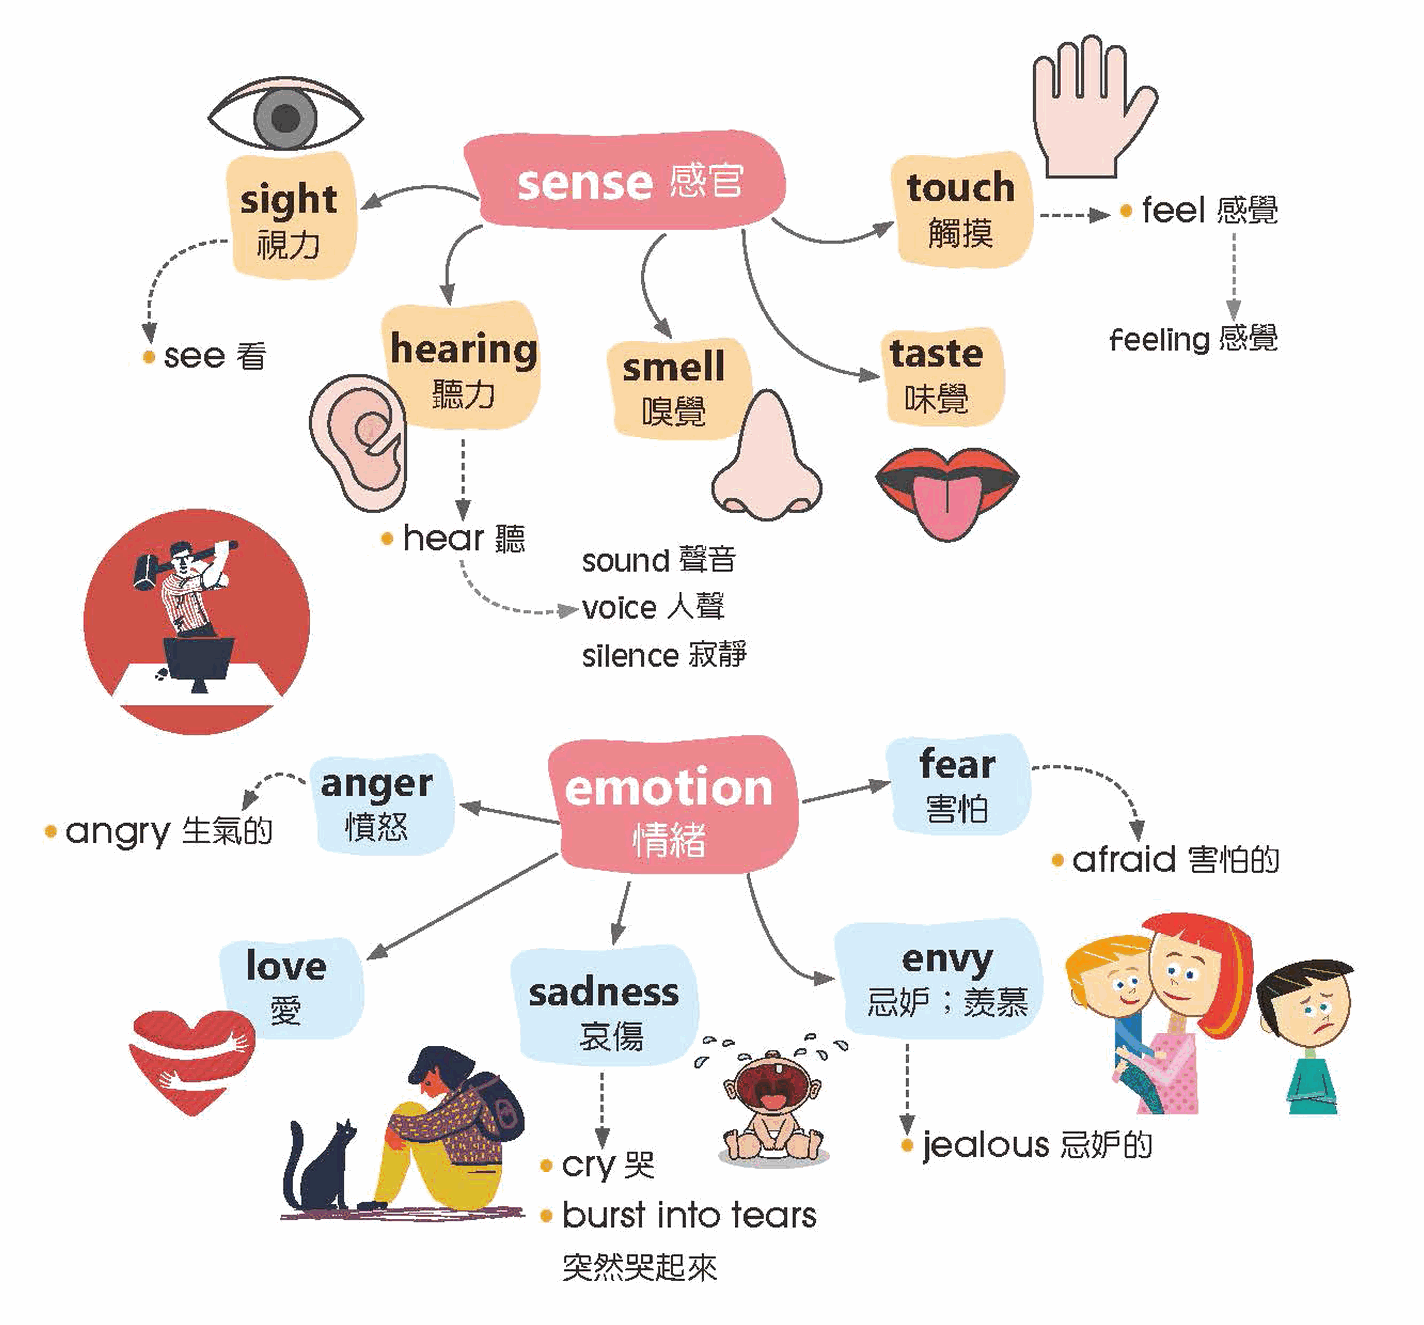 sense 感官
sight
視力
• see 看
hearing
聽力
• hear 聽
sound 聲音
voice 人聲
silence 寂靜
smell
嗅覺
taste
味覺
touch
觸摸
• feel 感覺
feeling 感覺
emotion
情緒
anger
憤怒
• angry 生氣的
love
愛
sadness
哀傷
• cry 哭
• burst into tears
突然哭起來
envy
忌妒；羨慕
• jealous 忌妒的
fear
害怕
• afraid 害怕的